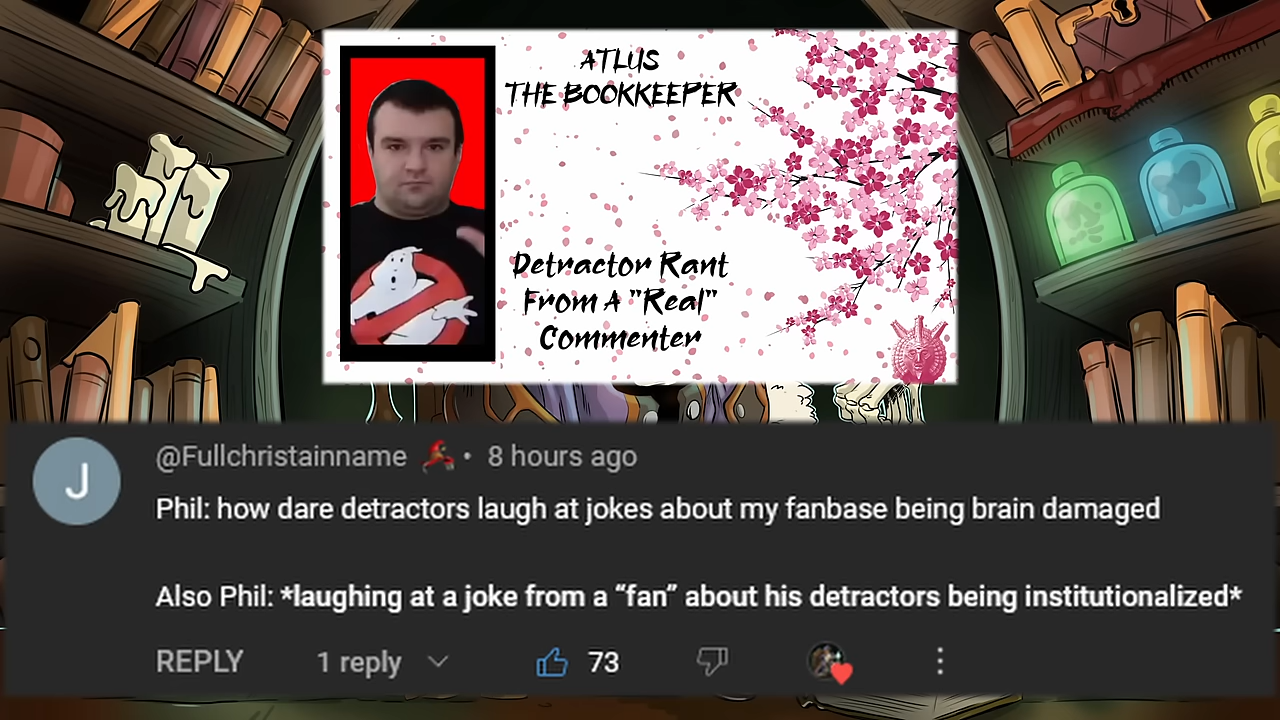 ATLUS
THE BOOKKEEPER
Detractor Rant
From A "Real"
Commenter
J
@Fullchristainname • 8 hours ago
Phil: how dare detractors laugh at jokes about my fanbase being brain damaged
Also Phil: *laughing at a joke from a “fan” about his detractors being institutionalized*
REPLY 1 reply 73